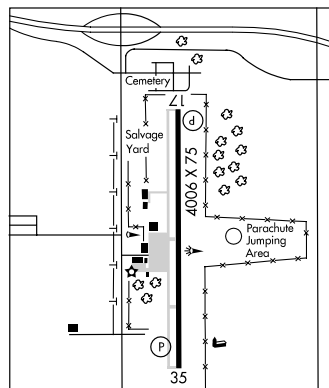 Cemetery
17
P
Salvage
Yard
4006 X 75
Parachute
Jumping
Area
P
35